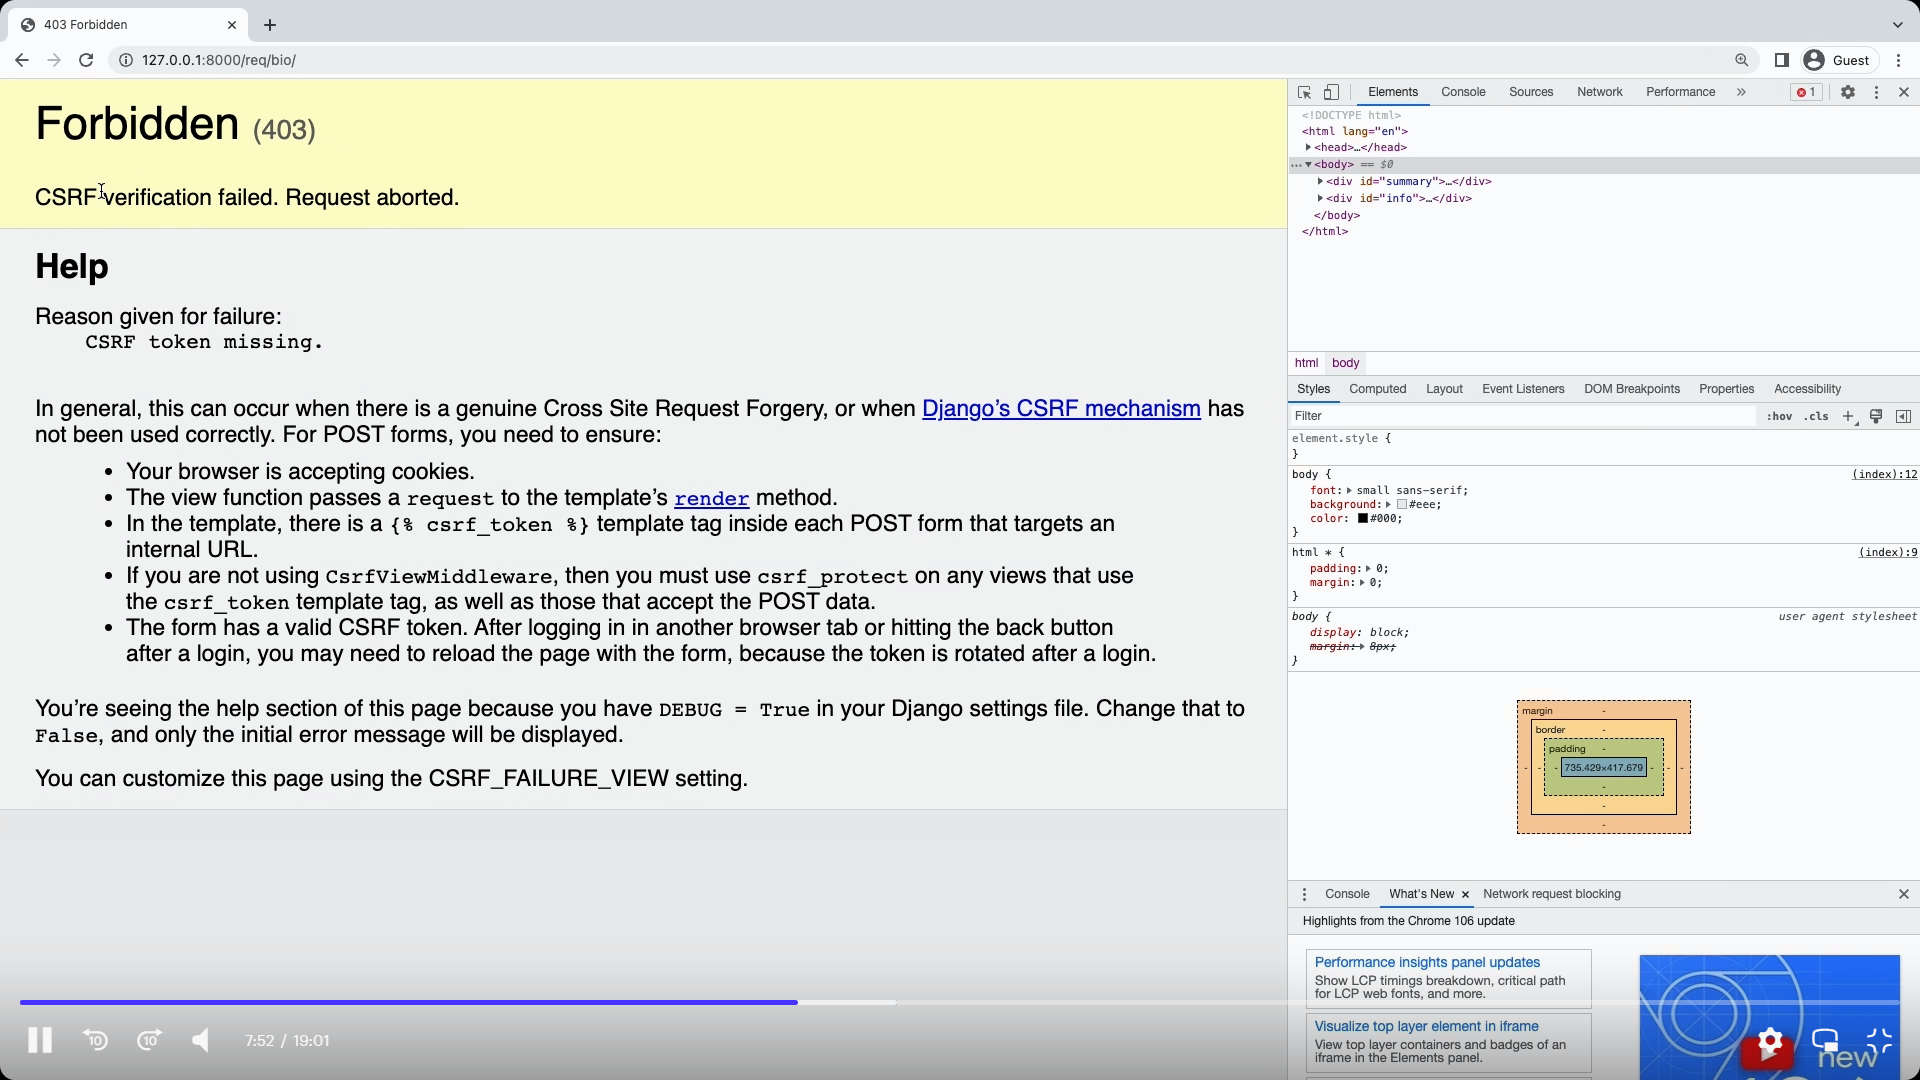 403 Forbidden
127.0.0.1:8000/req/bio/
Guest
Forbidden (403)
CSRF verification failed. Request aborted.
Help
Reason given for failure:
CSRF token missing.
In general, this can occur when there is a genuine Cross Site Request Forgery, or when Django’s CSRF mechanism has
not been used correctly. For POST forms, you need to ensure:
• Your browser is accepting cookies.
• The view function passes a request to the template’s render method.
• In the template, there is a {% csrf_token %} template tag inside each POST form that targets an
internal URL.
• If you are not using CsrfViewMiddleware, then you must use csrf_protect on any views that use
the csrf_token template tag, as well as those that accept the POST data.
• The form has a valid CSRF token. After logging in in another browser tab or hitting the back button
after a login, you may need to reload the page with the form, because the token is rotated after a login.
You’re seeing the help section of this page because you have DEBUG = True in your Django settings file. Change that to
False, and only the initial error message will be displayed.
You can customize this page using the CSRF_FAILURE_VIEW setting.
Elements Console Sources Network Performance » 1
<!DOCTYPE html>
<html lang="en">
<head>…</head>
<body> == $0
<div id="summary">…</div>
<div id="info">…</div>
</body>
</html>
html body
Styles Computed Layout Event Listeners DOM Breakpoints Properties Accessibility
Filter :hov .cls
element.style {
}
body { (index):12
font: small sans-serif;
background: #eee;
color: #000;
}
html * { (index):9
padding: 0;
margin: 0;
}
body { user agent stylesheet
display: block;
margin: 8px;
}
margin -
border -
padding -
- - - 735.429×417.679 - - -
-
-
-
Console What's New Network request blocking
Highlights from the Chrome 106 update
Performance insights panel updates
Show LCP timings breakdown, critical path
for LCP web fonts, and more.
Visualize top layer element in iframe
View top layer containers and badges of an
iframe in the Elements panel.
new
10 10 7:52 / 19:01